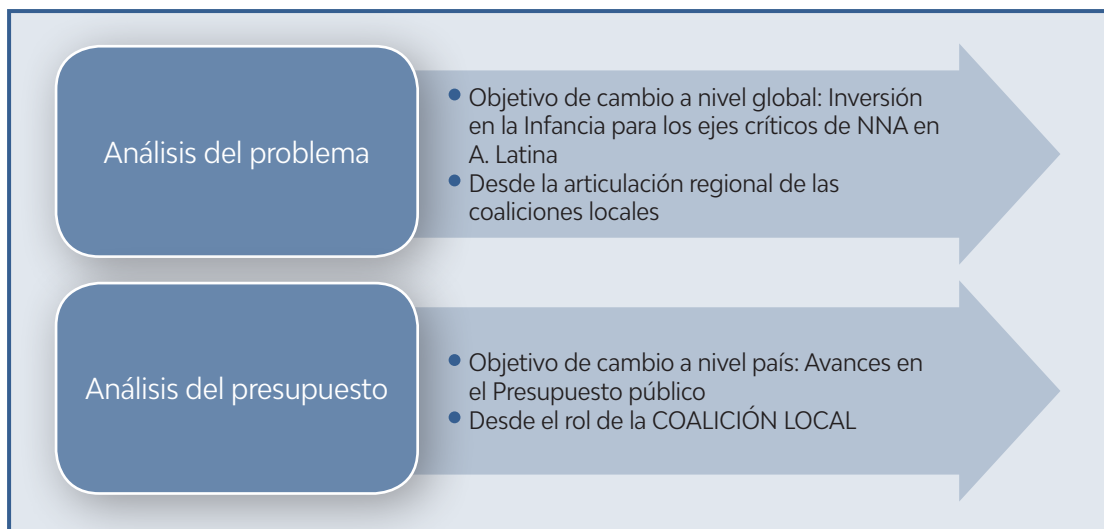 Análisis del problema
• Objetivo de cambio a nivel global: Inversión
en la Infancia para los ejes críticos de NNA en
A. Latina
• Desde la articulación regional de las
coaliciones locales
Análisis del presupuesto
• Objetivo de cambio a nivel país: Avances en
el Presupuesto público
• Desde el rol de la COALICIÓN LOCAL